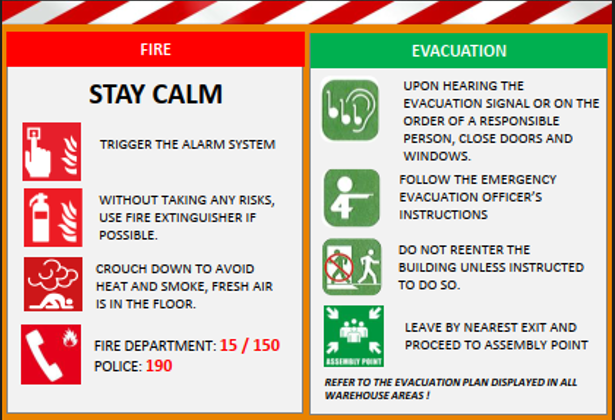 FIRE
STAY CALM
TRIGGER THE ALARM SYSTEM
WITHOUT TAKING ANY RISKS,
USE FIRE EXTINGUISHER IF
POSSIBLE.
CROUCH DOWN TO AVOID
HEAT AND SMOKE, FRESH AIR
IS IN THE FLOOR.
FIRE DEPARTMENT: 15 / 150
POLICE: 190
EVACUATION
UPON HEARING THE
EVACUATION SIGNAL OR ON THE
ORDER OF A RESPONSIBLE
PERSON, CLOSE DOORS AND
WINDOWS.
FOLLOW THE EMERGENCY
EVACUATION OFFICER'S
INSTRUCTIONS
DO NOT REENTER THE
BUILDING UNLESS INSTRUCTED
TO DO SO.
LEAVE BY NEAREST EXIT AND
PROCEED TO ASSEMBLY POINT
ASSEMBLY POINT
REFER TO THE EVACUATION PLAN DISPLAYED IN ALL
WAREHOUSE AREAS !